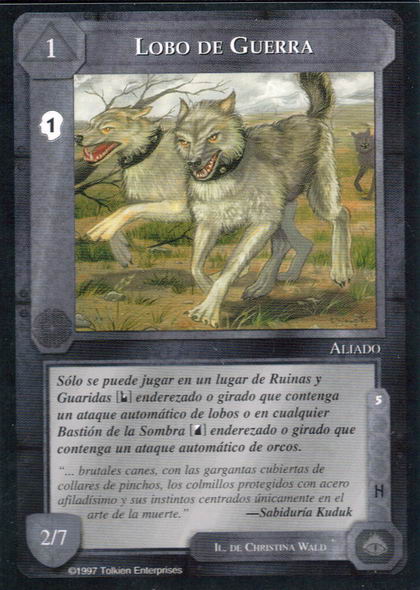 1
LOBO DE GUERRA
1
ALIADO
Sólo se puede jugar en un lugar de Ruinas y
Guaridas [ ] enderezado o girado que contenga
un ataque automático de lobos o en cualquier
Bastión de la Sombra [ ] enderezado o girado que
contenga un ataque automático de orcos.
5
“... brutales canes, con las gargantas cubiertas de
collares de pinchos, los colmillos protegidos con acero
afiladísimo y sus instintos centrados únicamente en el
arte de la muerte.” —Sabiduría Kuduk
2/7
IL. DE CHRISTINA WALD
©1997 Tolkien Enterprises